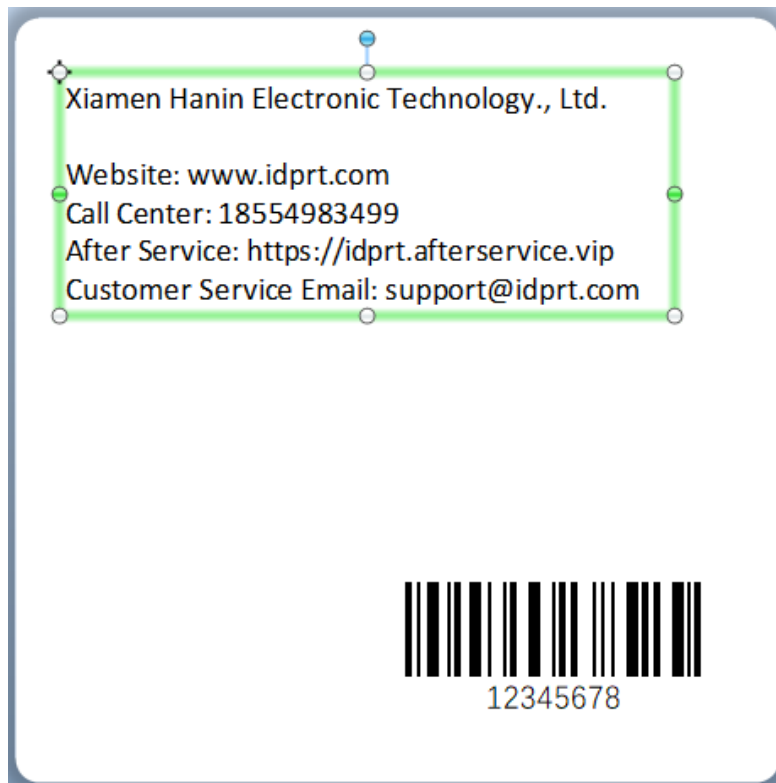 Xiamen Hanin Electronic Technology., Ltd.
Website: www.idprt.com
Call Center: 18554983499
After Service: https://idprt.afterservice.vip
Customer Service Email: support@idprt.com
12345678